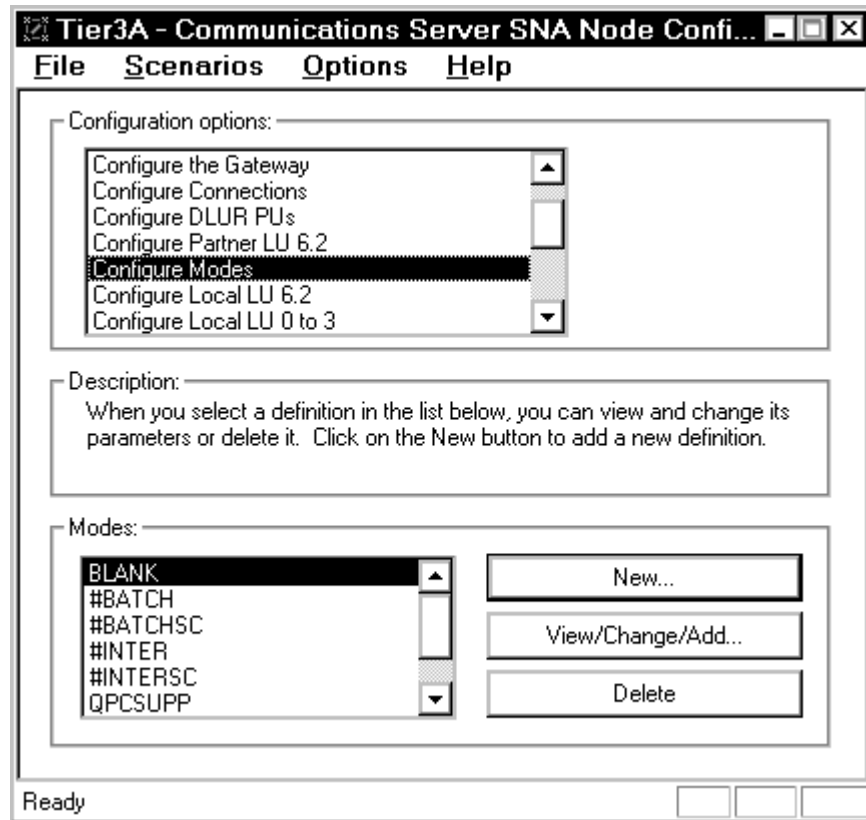 Tier3A - Communications Server SNA Node Confi...
File Scenarios Options Help
Configuration options:
Configure the Gateway
Configure Connections
Configure DLUR PUs
Configure Partner LU 6.2
Configure Modes
Configure Local LU 6.2
Configure Local LU 0 to 3
Description:
When you select a definition in the list below, you can view and change its
parameters or delete it. Click on the New button to add a new definition.
Modes:
BLANK
#BATCH
#BATCHSC
#INTER
#INTERSC
QPCSUPP
New...
View/Change/Add...
Delete
Ready